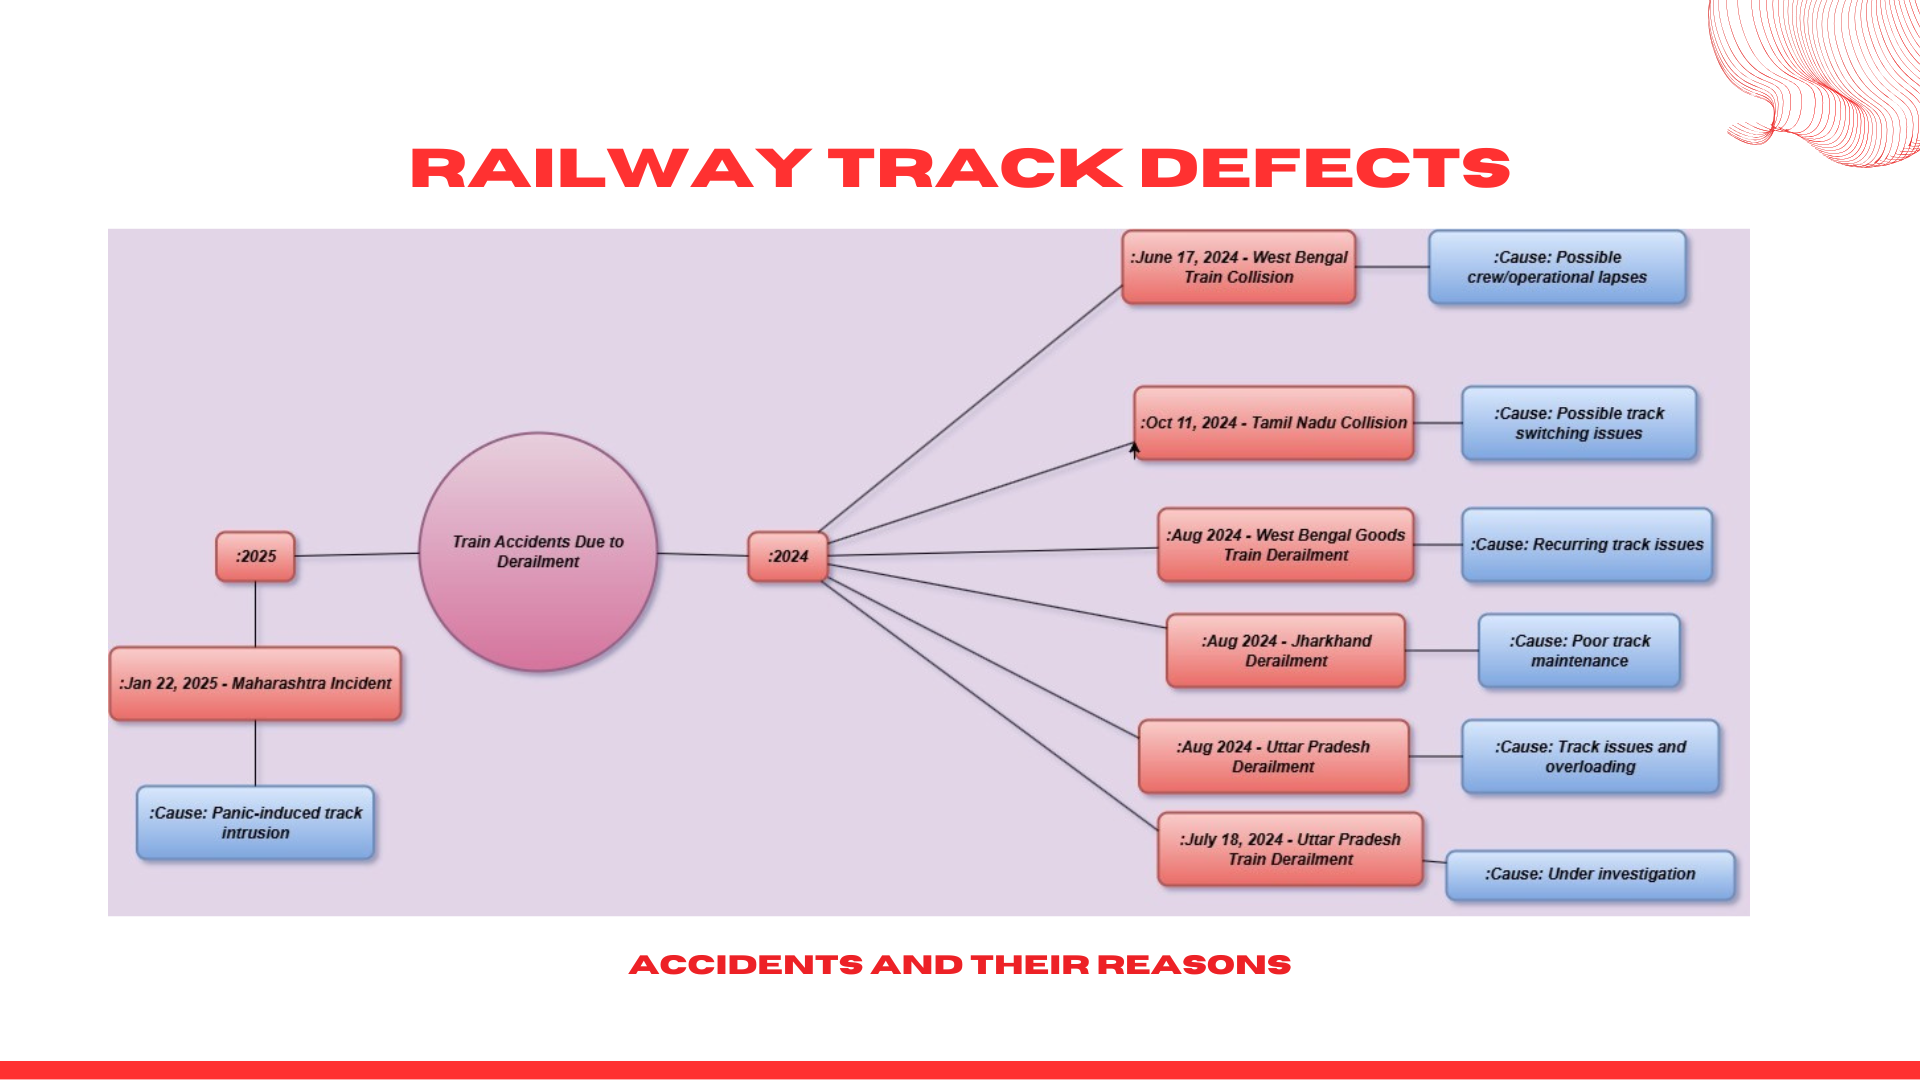 RAILWAY TRACK DEFECTS
:June 17, 2024 - West Bengal
Train Collision
:Cause: Possible
crew/operational lapses
:Oct 11, 2024 - Tamil Nadu Collision
:Cause: Possible track
switching issues
:Aug 2024 - West Bengal Goods
Train Derailment
:Cause: Recurring track issues
:2025
Train Accidents Due to
Derailment
:2024
:Aug 2024 - Jharkhand
Derailment
:Cause: Poor track
maintenance
:Jan 22, 2025 - Maharashtra Incident
:Aug 2024 - Uttar Pradesh
Derailment
:Cause: Track issues and
overloading
:Cause: Panic-induced track
intrusion
:July 18, 2024 - Uttar Pradesh
Train Derailment
:Cause: Under investigation
ACCIDENTS AND THEIR REASONS